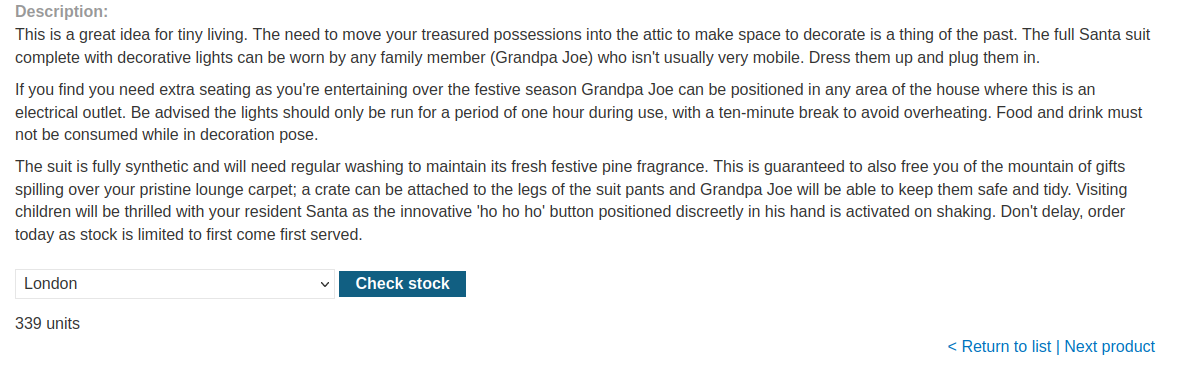 Description:
This is a great idea for tiny living. The need to move your treasured possessions into the attic to make space to decorate is a thing of the past. The full Santa suit
complete with decorative lights can be worn by any family member (Grandpa Joe) who isn't usually very mobile. Dress them up and plug them in.
If you find you need extra seating as you're entertaining over the festive season Grandpa Joe can be positioned in any area of the house where this is an
electrical outlet. Be advised the lights should only be run for a period of one hour during use, with a ten-minute break to avoid overheating. Food and drink must
not be consumed while in decoration pose.
The suit is fully synthetic and will need regular washing to maintain its fresh festive pine fragrance. This is guaranteed to also free you of the mountain of gifts
spilling over your pristine lounge carpet; a crate can be attached to the legs of the suit pants and Grandpa Joe will be able to keep them safe and tidy. Visiting
children will be thrilled with your resident Santa as the innovative 'ho ho ho' button positioned discreetly in his hand is activated on shaking. Don't delay, order
today as stock is limited to first come first served.
London Check stock
339 units
< Return to list | Next product